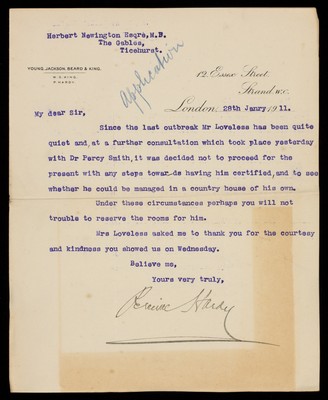 Herbert Newington Esqre, M.B.
The Gables,
Ticehurst.
Application
YOUNG JACKSON, BEARD & KING.
W. C. KING.
P. HARDY.
12, Essex Street,
Strand, W.C.
London, 28th Janry 1911.
My dear Sir,
Since the last outbreak Mr Loveless has been quite
quiet and,at a further consultation which took place yesterday
with Dr Percy Smith,it was decided not to proceed for the
present with any steps towards having him certified,and to see
whether he could be managed in a country house of his own.
Under these circumstances perhaps you will not
trouble to reserve the rooms for him.
Mrs Loveless asked me to thank you for the courtesy
and kindness you showed us on Wednesday.
Believe me,
Yours very truly,
Hardy